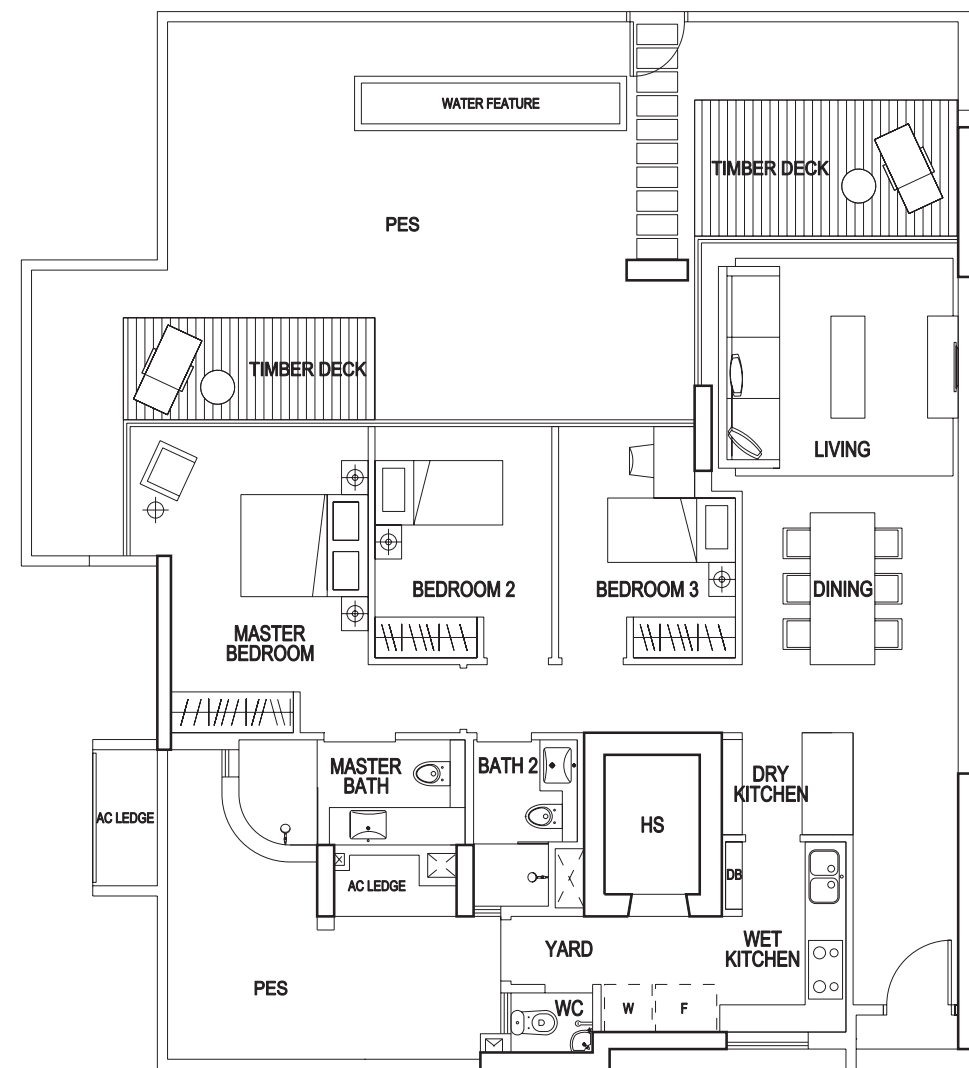 WATER FEATURE
TIMBER DECK
PES
TIMBER DECK
LIVING
BEDROOM 2
BEDROOM 3
DINING
MASTER
BEDROOM
MASTER
BATH
BATH 2
DRY
KITCHEN
AC LEDGE
HS
AC LEDGE
DB
YARD
WET
KITCHEN
PES
WC
W
F